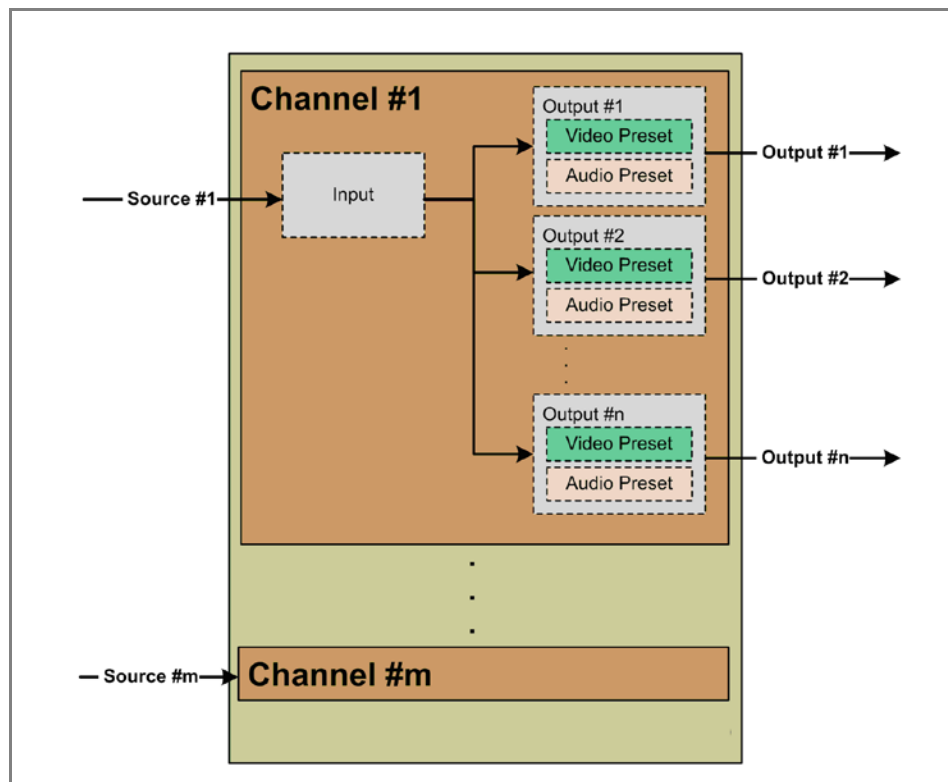 Channel #1
Output #1
Video Preset
Audio Preset
Output #1
Source #1
Input
Output #2
Video Preset
Audio Preset
Output #2
Output #n
Video Preset
Audio Preset
Output #n
Source #m
Channel #m